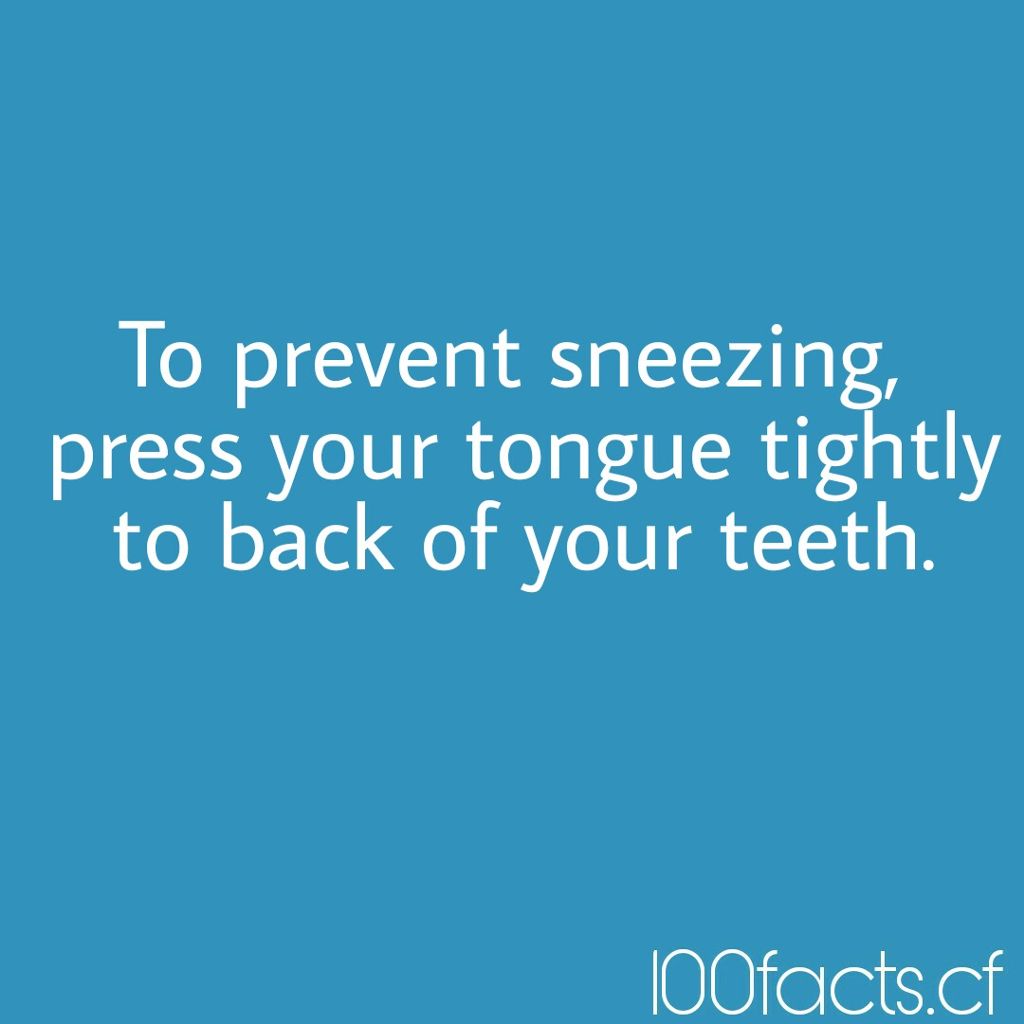 To prevent sneezing,
press your tongue tightly
to back of your teeth.
100facts.cf